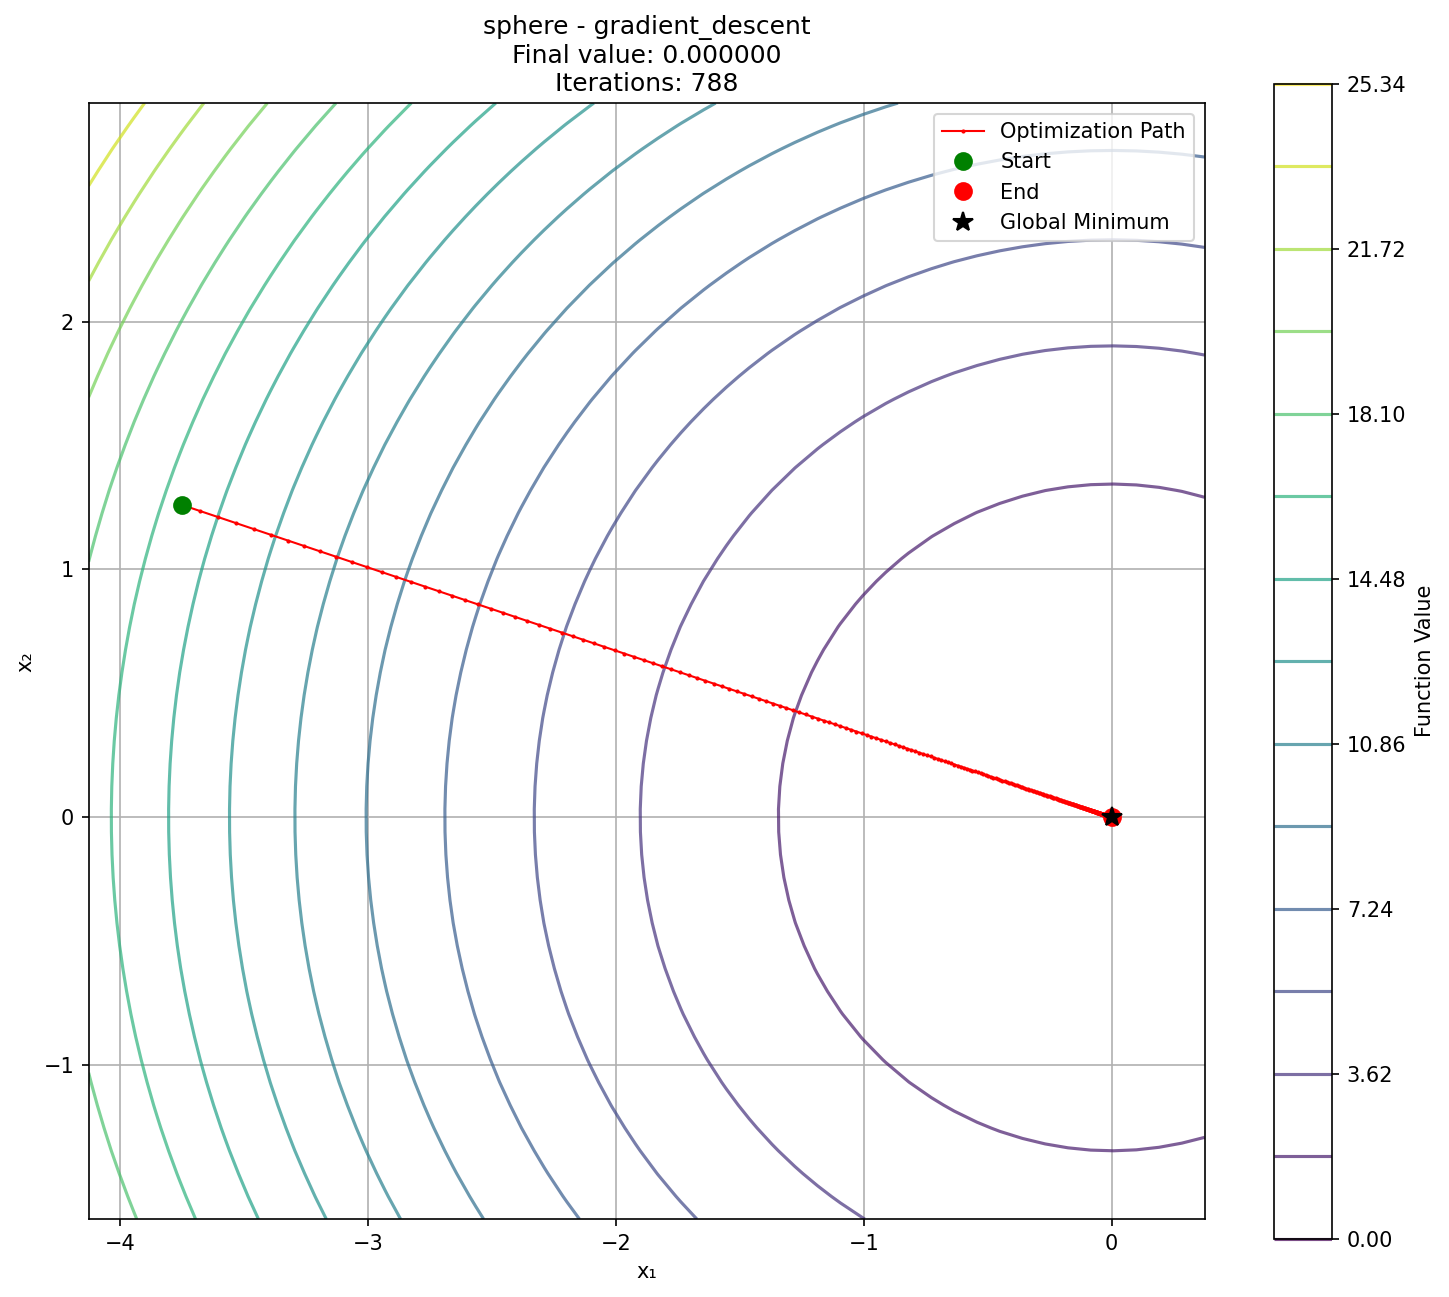 sphere - gradient_descent
Final value: 0.000000
Iterations: 788
Optimization Path
Start
End
Global Minimum
2
1
0
−1
x₂
−4
−3
−2
−1
0
x₁
25.34
21.72
18.10
14.48
10.86
7.24
3.62
0.00
Function Value